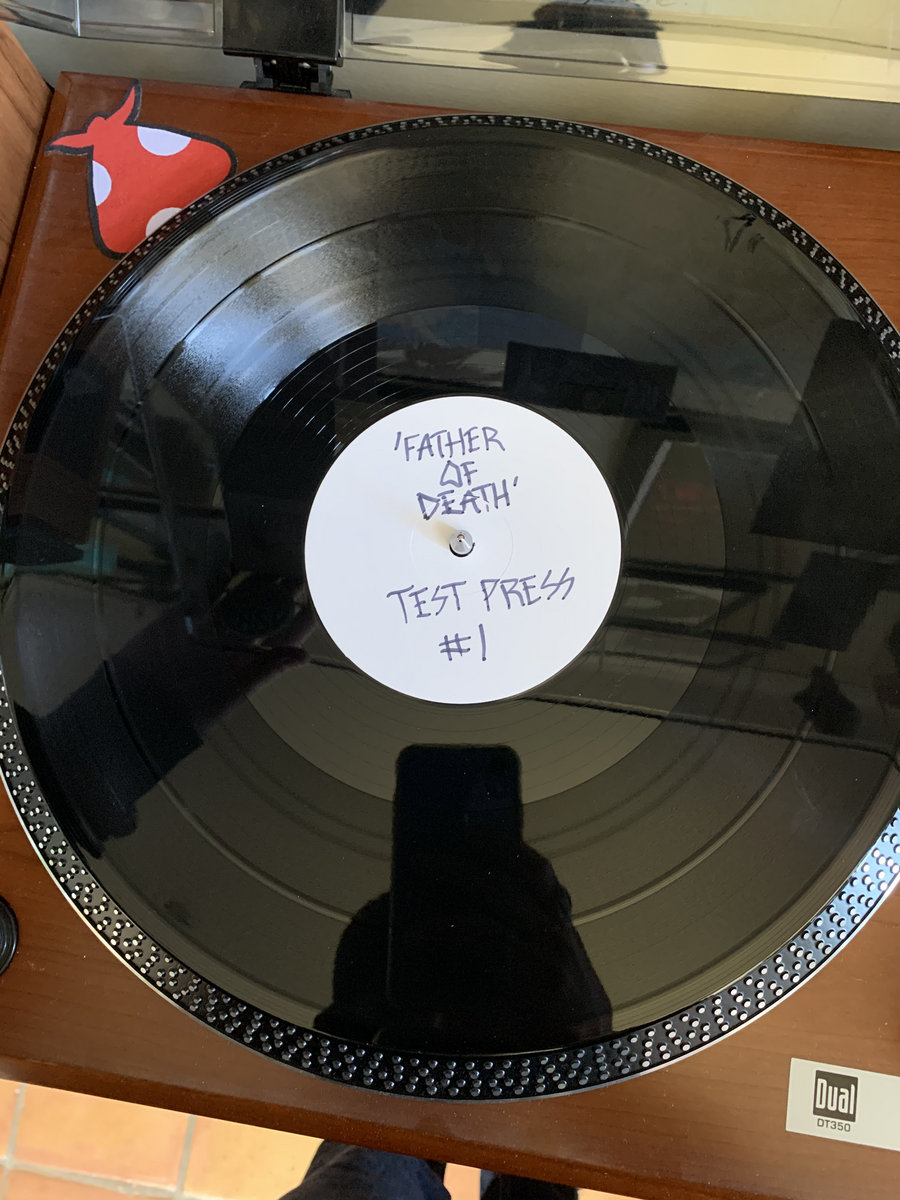 'FATHER
OF
DEATH'
TEST PRESS
#1
Dual
DT350